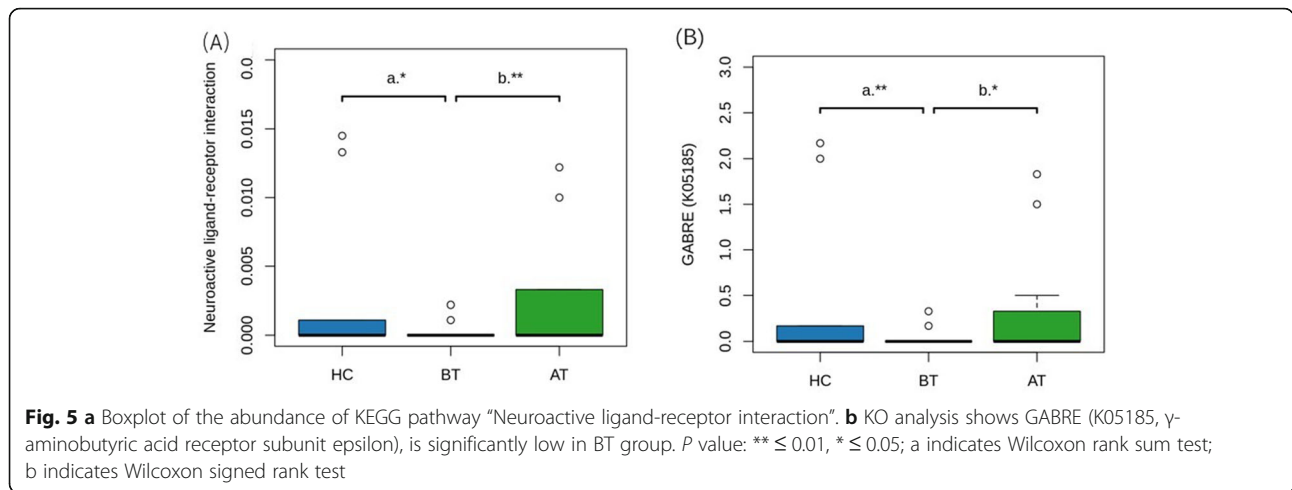 (A)
Neuroactive ligand-receptor interaction
0.0
0.015
0.010
0.005
0.000
a.*
b.**
HC
BT
AT
(B)
GABRE (K05185)
3.0
2.5
2.0
1.5
1.0
0.5
0.0
a.**
b.*
HC
BT
AT
Fig. 5 a Boxplot of the abundance of KEGG pathway “Neuroactive ligand-receptor interaction”. b KO analysis shows GABRE (K05185, γ-
aminobutyric acid receptor subunit epsilon), is significantly low in BT group. P value: ** ≤ 0.01, * ≤ 0.05; a indicates Wilcoxon rank sum test;
b indicates Wilcoxon signed rank test